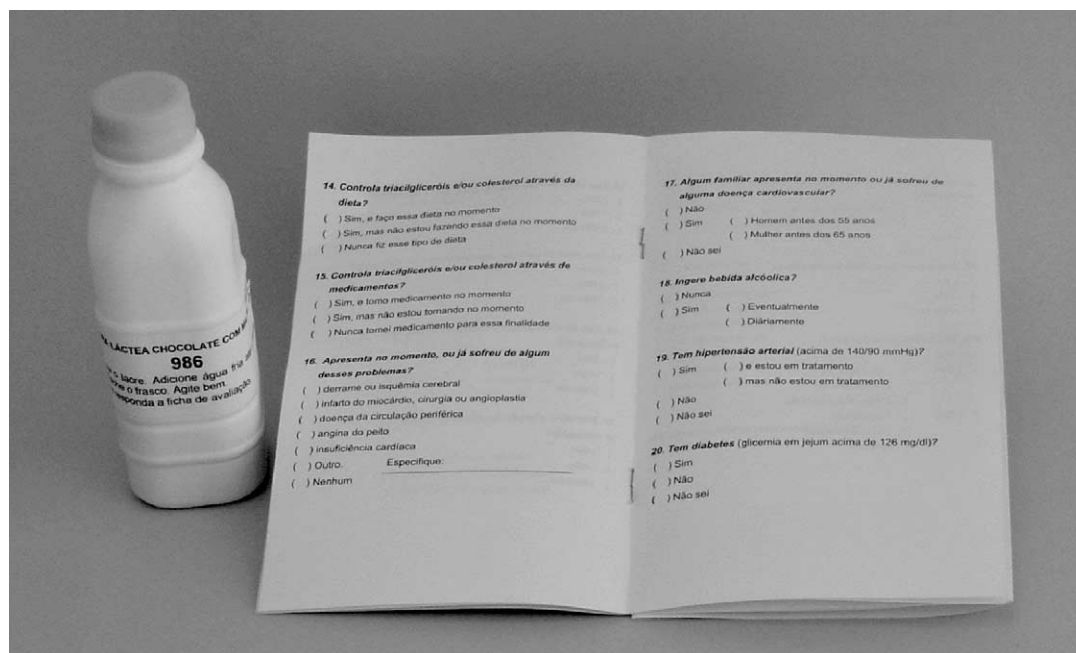 LÁCTEA CHOCOLATE COM
986
lacre. Adicione água fria
o frasco. Agite bem.
a ficha de avaliação
14. Controla triacilgliceróis e/ou colesterol através da
dieta?
( ) Sim, e faço essa dieta no momento
( ) Sim, mas não estou fazendo essa dieta no momento
( ) Nunca fiz esse tipo de dieta
15. Controla triacilgliceróis e/ou colesterol através de
medicamentos?
( ) Sim, e tomo medicamento no momento
( ) Sim, mas não estou tomando no momento
( ) Nunca tomei medicamento para essa finalidade
16. Apresenta no momento, ou já sofreu de algum
desses problemas?
( ) derrame ou isquêmia cerebral
( ) infarto do miocárdio, cirurgia ou angioplastia
( ) doença da circulação periférica
( ) angina do peito
( ) insuficiência cardíaca
( ) Outro. Especifique:
( ) Nenhum
17. Algum familiar apresenta no momento ou já sofreu de
alguma doença cardiovascular?
( ) Não
( ) Sim ( ) Homem antes dos 55 anos
( ) Mulher antes dos 65 anos
( ) Não sei
18. Ingere bebida alcóolica?
( ) Nunca
( ) Sim ( ) Eventualmente
( ) Diáriamente
19. Tem hipertensão arterial (acima de 140/90 mmHg)?
( ) Sim ( ) e estou em tratamento
( ) mas não estou em tratamento
( ) Não
( ) Não sei
20. Tem diabetes (glicemia em jejum acima de 126 mg/dl)?
( ) Sim
( ) Não
( ) Não sei